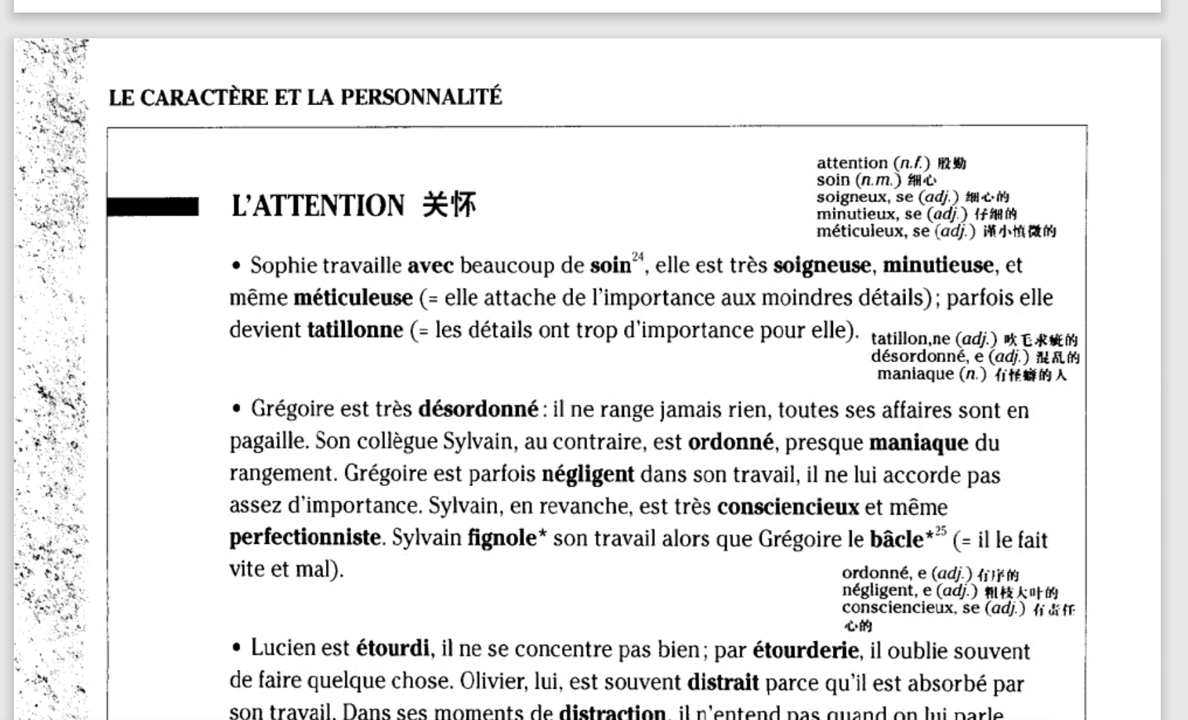 LE CARACTÈRE ET LA PERSONNALITÉ
attention (n.f.) 殷勤
soin (n.m.) 细心
soigneux, se (adj.) 细心的
minutieux, se (adj.) 仔细的
méticuleux, se (adj.) 谨小慎微的
L'ATTENTION 关怀
• Sophie travaille avec beaucoup de soin24, elle est très soigneuse, minutieuse, et
même méticuleuse (= elle attache de l'importance aux moindres détails) ; parfois elle
devient tatillonne (= les détails ont trop d'importance pour elle).
tatillon,ne (adj.) 吹毛求疵的
désordonné, e (adj.) 混乱的
maniaque (n.) 有怪癖的人
• Grégoire est très désordonné : il ne range jamais rien, toutes ses affaires sont en
pagaille. Son collègue Sylvain, au contraire, est ordonné, presque maniaque du
rangement. Grégoire est parfois négligent dans son travail, il ne lui accorde pas
assez d'importance. Sylvain, en revanche, est très consciencieux et même
perfectionniste. Sylvain fignole* son travail alors que Grégoire le bâcle*25 (= il le fait
vite et mal).
ordonné, e (adj.) 有序的
négligent, e (adj.) 粗枝大叶的
consciencieux, se (adj.) 有责任
心的
• Lucien est étourdi, il ne se concentre pas bien ; par étourderie, il oublie souvent
de faire quelque chose. Olivier, lui, est souvent distrait parce qu'il est absorbé par
son travail. Dans ses moments de distraction, il n'entend pas quand on lui parle